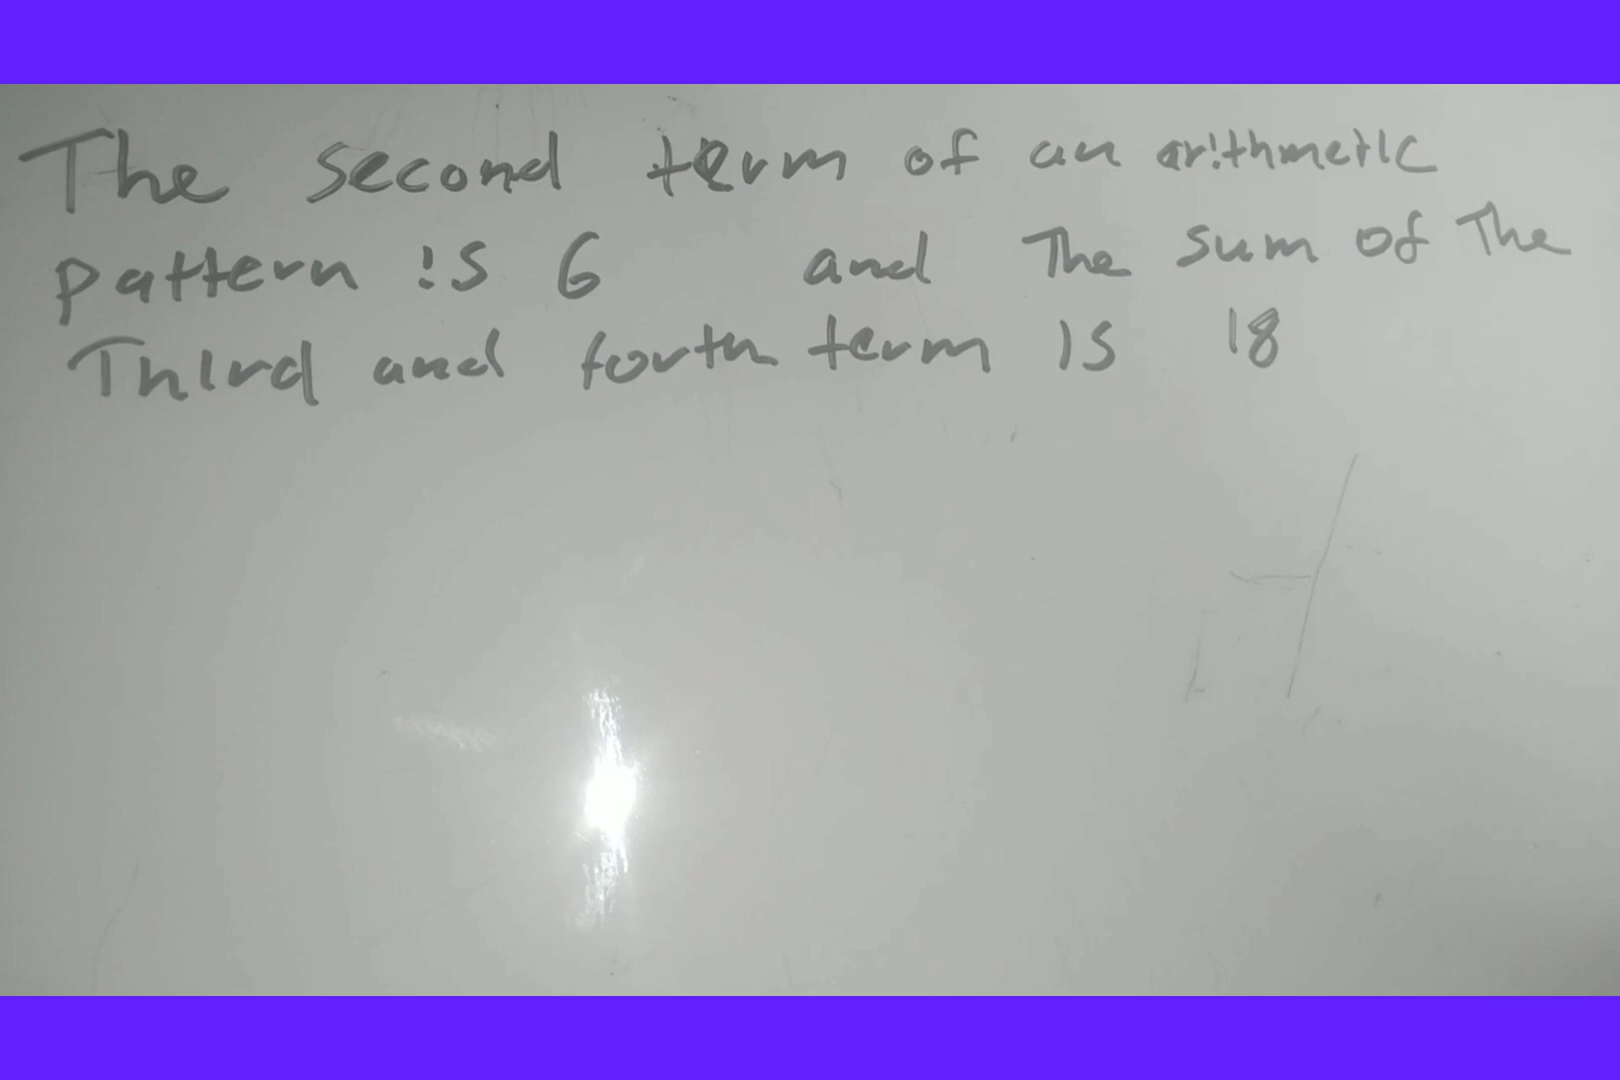 The second term of an arithmetic
pattern is 6 and The sum of The
Third and forth term is 18